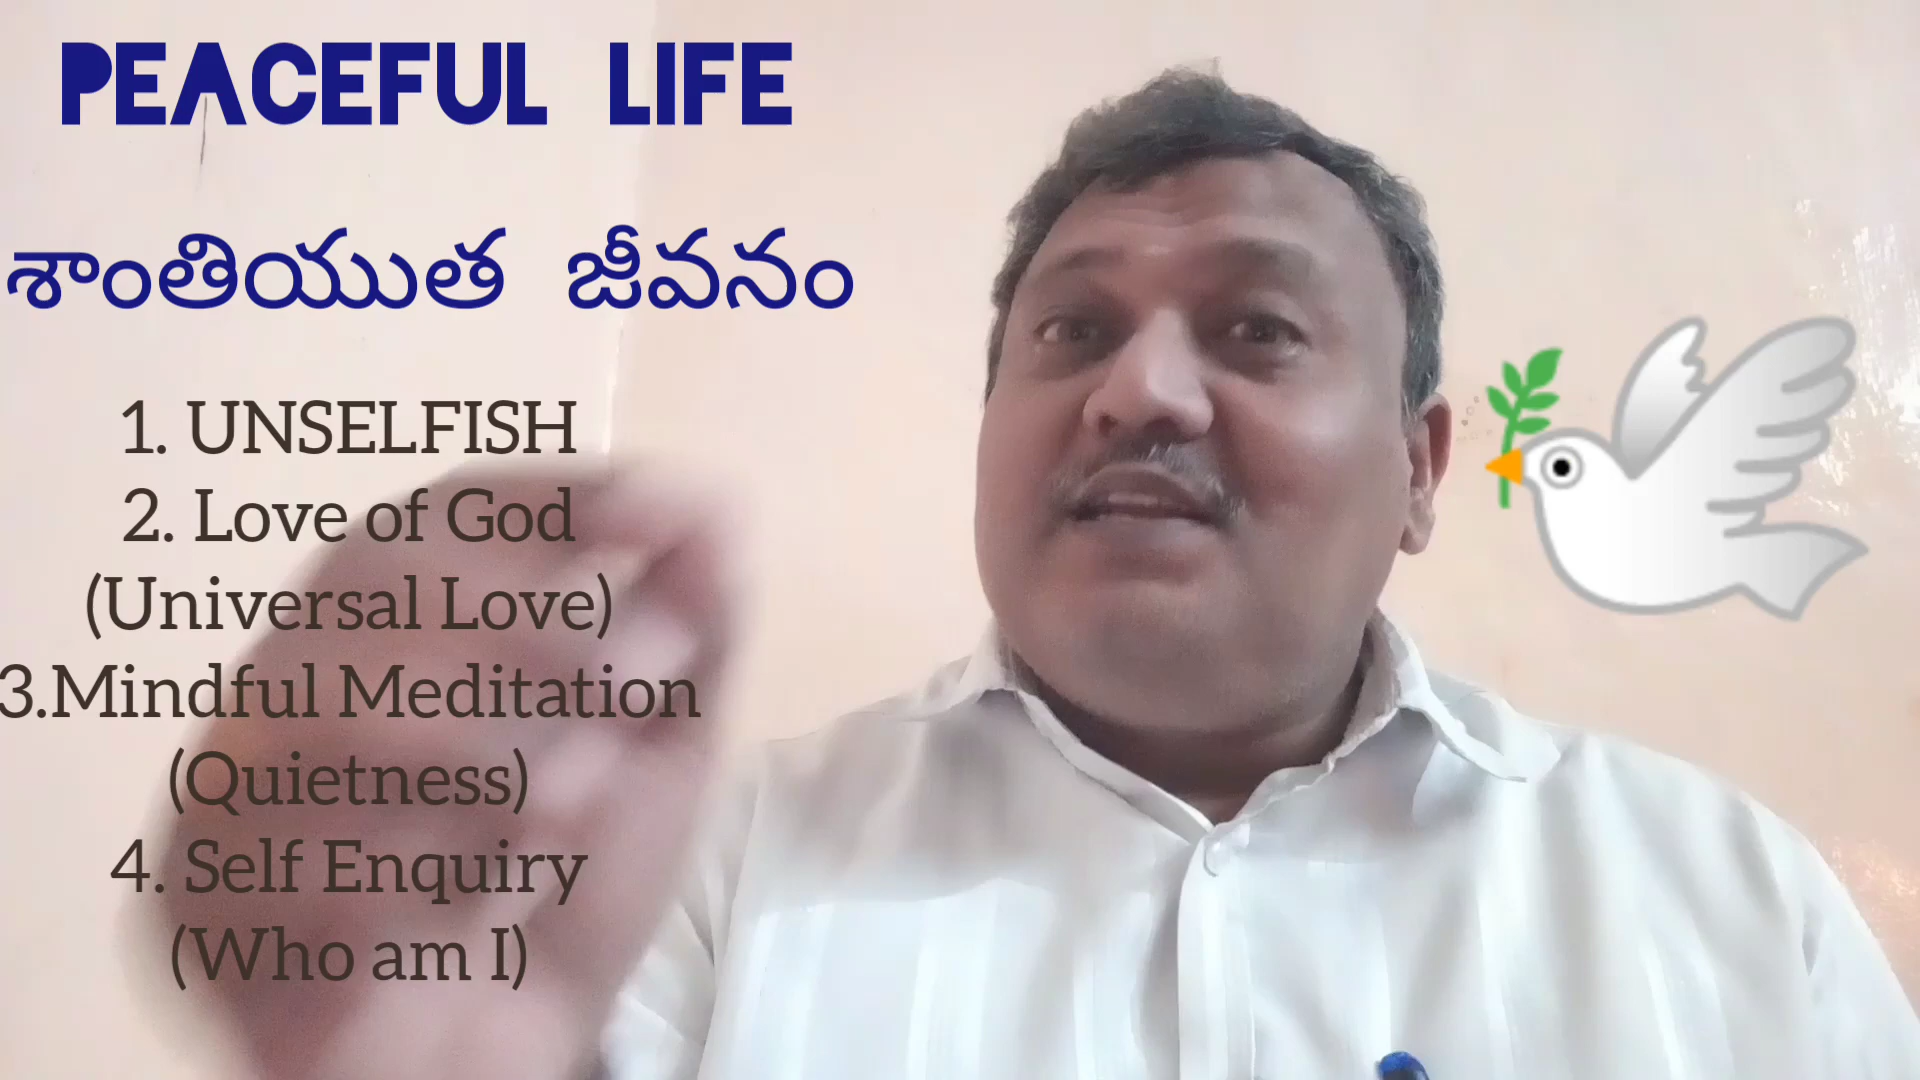 PEACEFUL LIFE
శాంతియుత జీవనం
1. UNSELFISH
2. Love of God
(Universal Love)
3.Mindful Meditation
(Quietness)
4. Self Enquiry
(Who am I)